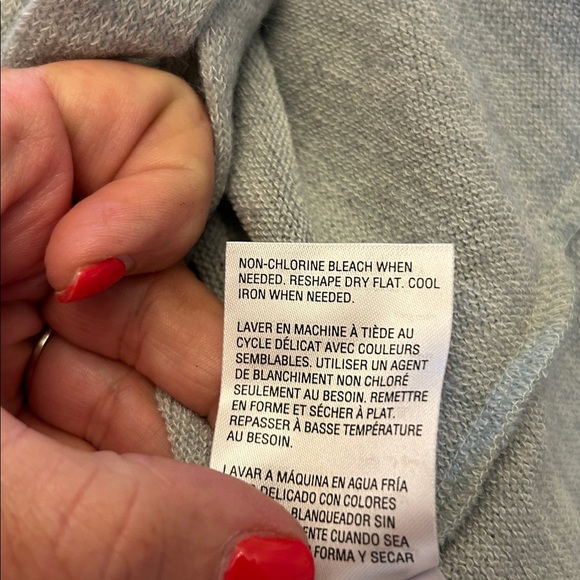 NON-CHLORINE BLEACH WHEN
NEEDED. RESHAPE DRY FLAT. COOL
IRON WHEN NEEDED.
LAVER EN MACHINE À TIÈDE AU
CYCLE DÉLICAT AVEC COULEURS
SEMBLABLES. UTILISER UN AGENT
DE BLANCHIMENT NON CHLORÉ
SEULEMENT AU BESOIN. REMETTRE
EN FORME ET SÉCHER À PLAT.
REPASSER À BASSE TEMPÉRATURE
AU BESOIN.
LAVAR A MÁQUINA EN AGUA FRÍA
DELICADO CON COLORES
BLANQUEADOR SIN
CUANDO SEA
FORMA Y SECAR